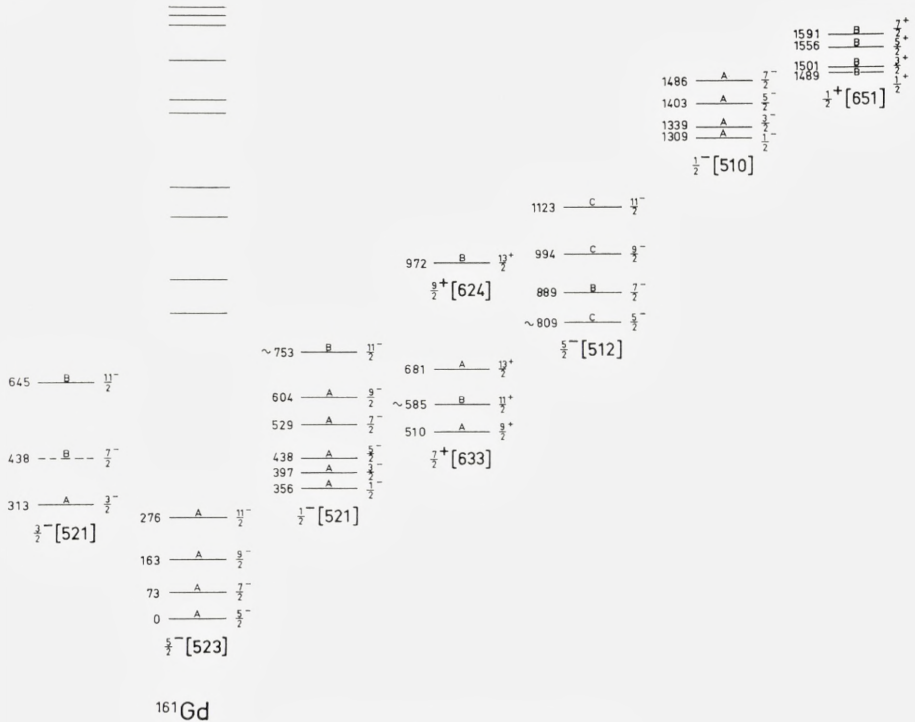 1591 B 7/2⁺
1556 B 5/2⁺
1501 B 3/2⁺
1489 B 1/2⁺
1/2⁺[651]
1486 A 7/2⁻
1403 A 5/2⁻
1339 A 3/2⁻
1309 A 1/2⁻
1/2⁻[510]
1123 C 11/2⁻
994 C 9/2⁻
889 B 7/2⁻
~809 C 5/2⁻
5/2⁻[512]
972 B 13/2⁺
9/2⁺[624]
681 A 13/2⁺
~585 B 11/2⁺
510 A 9/2⁺
7/2⁺[633]
~753 B 11/2⁻
604 A 9/2⁻
529 A 7/2⁻
438 A 5/2⁻
397 A 3/2⁻
356 A 1/2⁻
1/2⁻[521]
645 B 11/2⁻
438 B 7/2⁻
313 A 3/2⁻
3/2⁻[521]
276 A 11/2⁻
163 A 9/2⁻
73 A 7/2⁻
0 A 5/2⁻
5/2⁻[523]
¹⁶¹Gd